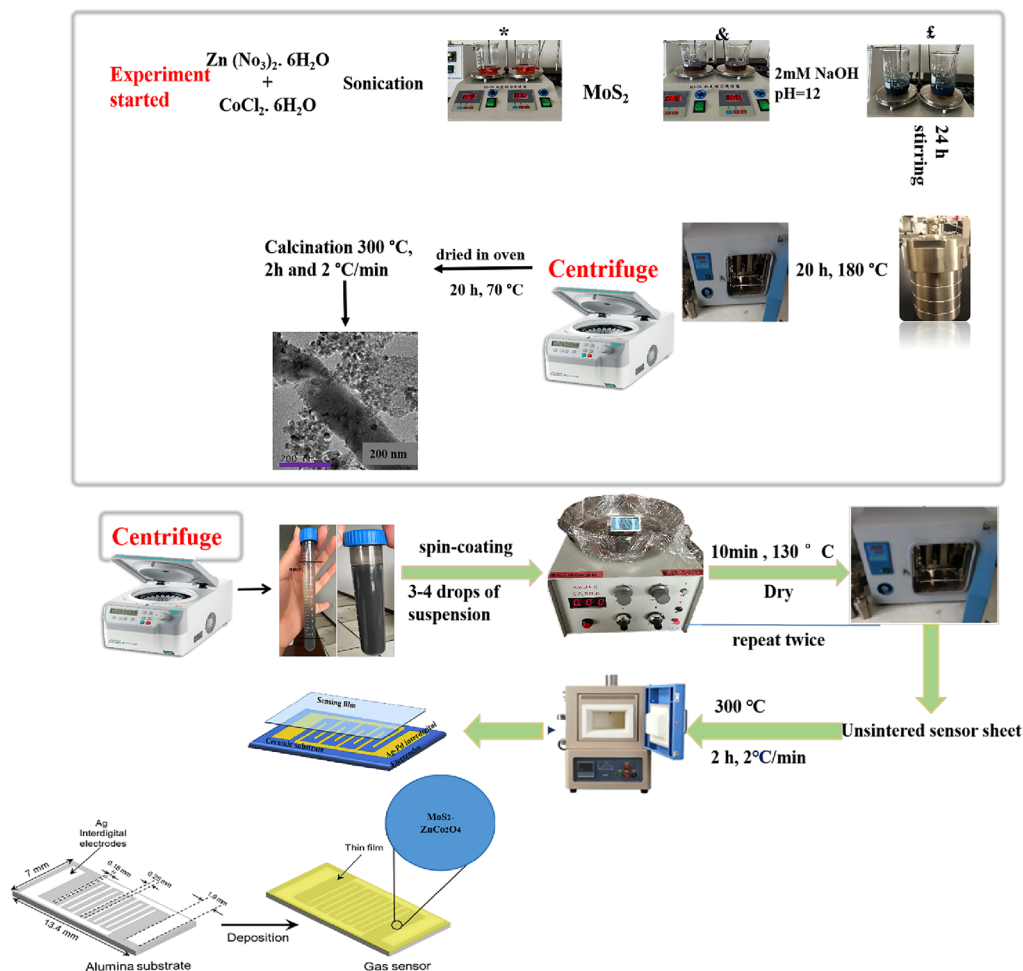 *
&
£
Experiment
started
Zn (No₃)₂. 6H₂O
+
CoCl₂. 6H₂O
Sonication
MoS₂
2mM NaOH
pH=12
24 h
stirring
Calcination 300 °C,
2h and 2 °C/min
dried in oven
20 h, 70 °C
Centrifuge
20 h, 180 °C
200 nm
200 nm
Centrifuge
spin-coating
3-4 drops of
suspension
0.00
10min , 130 ° C
Dry
repeat twice
Sensing film
Ceramic substrate
Ag-Pd interdigital
Electrodes
300 °C
2 h, 2°C/min
Unsintered sensor sheet
MoS₂-
ZnCo₂O₄
Ag
Interdigital
electrodes
7 mm
0.18 mm
0.25 mm
1.9 mm
13.4 mm
Thin film
Deposition
Alumina substrate
Gas sensor